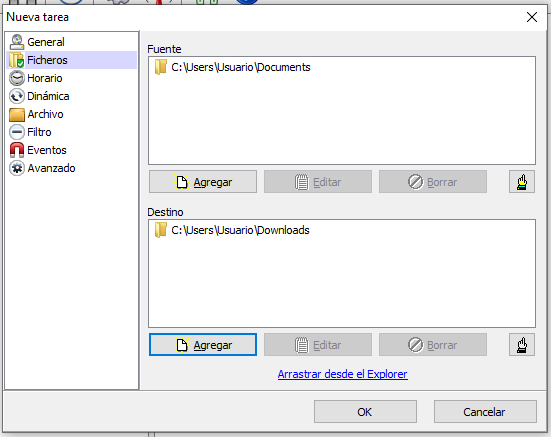 Nueva tarea
General
Ficheros
Horario
Dinámica
Archivo
Filtro
Eventos
Avanzado
Fuente
C:\Users\Usuario\Documents
Agregar Editar Borrar
Destino
C:\Users\Usuario\Downloads
Agregar Editar Borrar
Arrastrar desde el Explorer
OK Cancelar